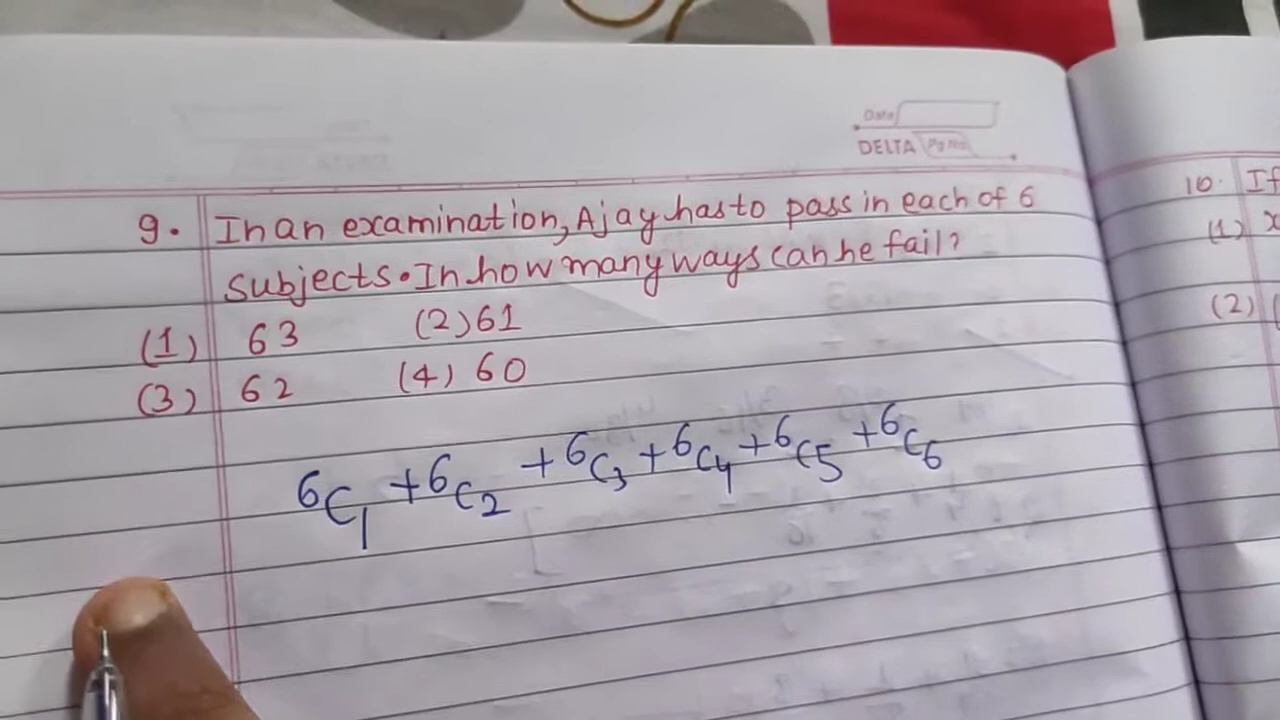 Date
DELTA Pg No
9. In an examination, Ajay has to pass in each of 6
subjects. In how many ways can he fail?
(1) 63 (2) 61
(3) 62 (4) 60
⁶C₁ + ⁶C₂ + ⁶C₃ + ⁶C₄ + ⁶C₅ + ⁶C₆
10. If
(1) x
(2) (